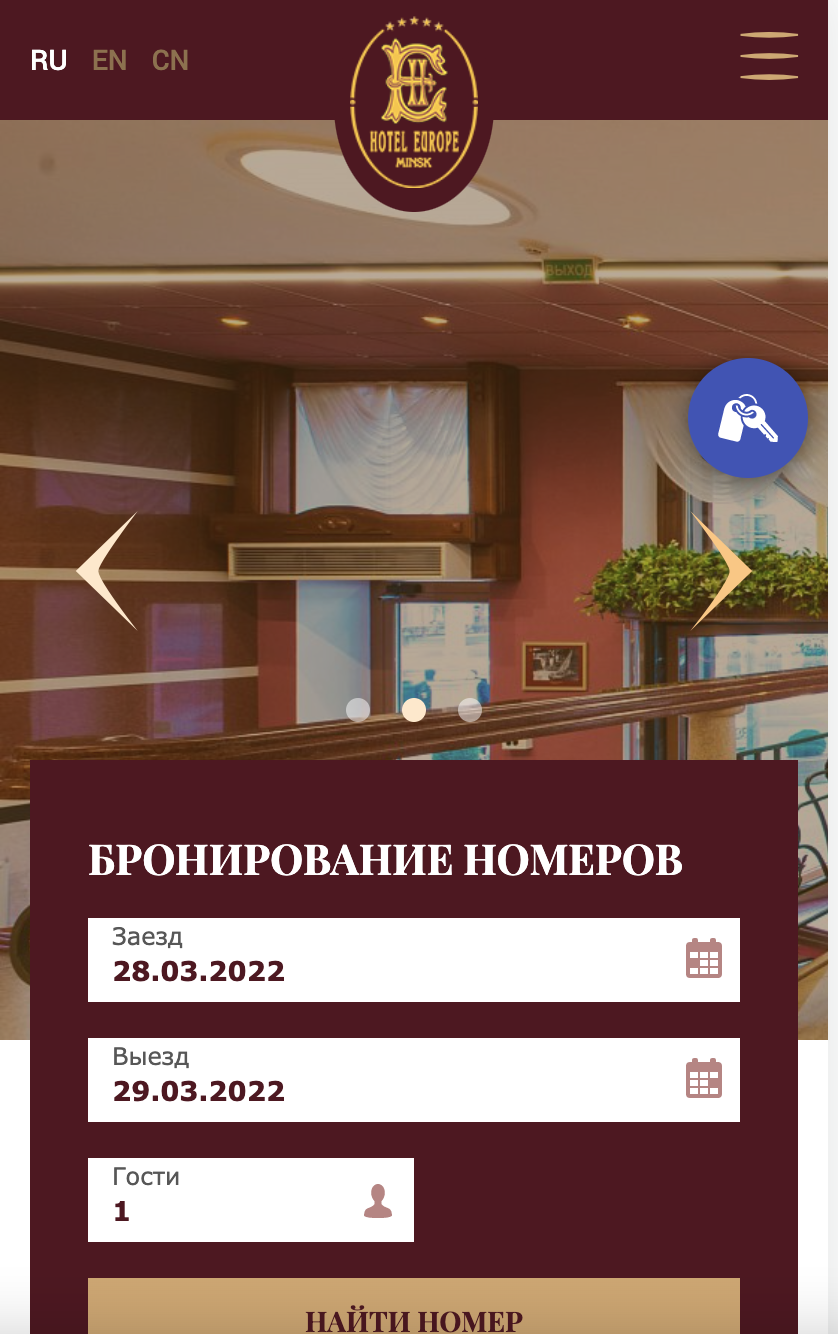 RU EN CN
HOTEL EUROPE
MINSK
ВЫХОД
БРОНИРОВАНИЕ НОМЕРОВ
Заезд
28.03.2022
Выезд
29.03.2022
Гости
1
НАЙТИ НОМЕР